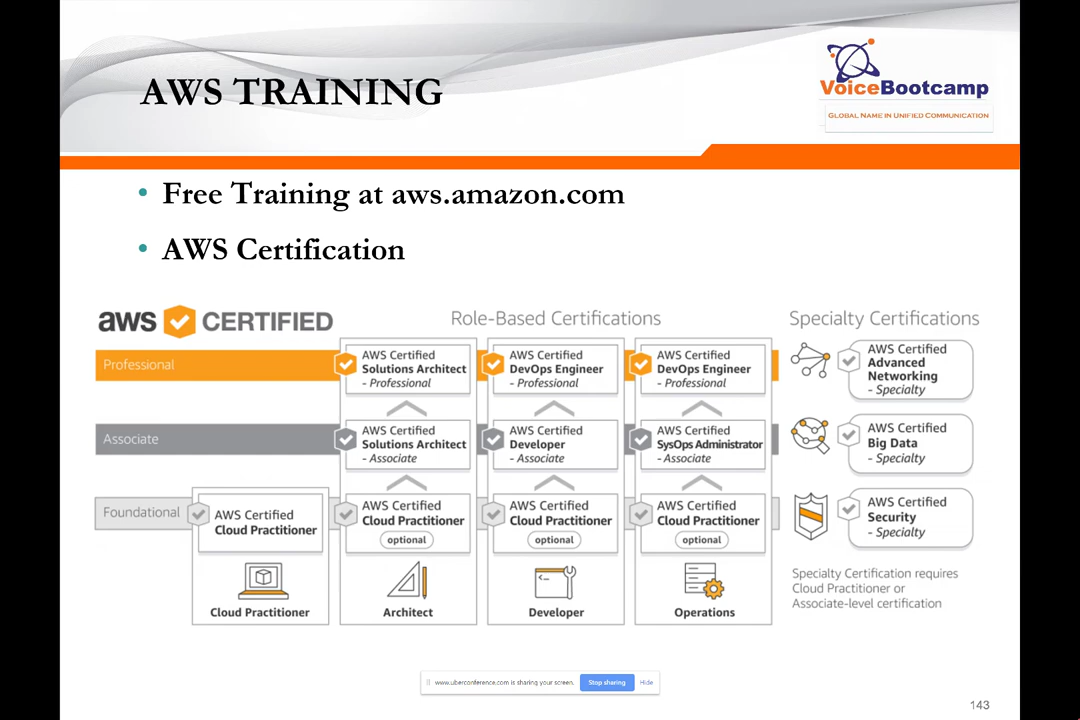 AWS TRAINING
VoiceBootcamp
GLOBAL NAME IN UNIFIED COMMUNICATION
• Free Training at aws.amazon.com
• AWS Certification
aws CERTIFIED
Role-Based Certifications
Specialty Certifications
Professional
AWS Certified
Solutions Architect
- Professional
AWS Certified
DevOps Engineer
- Professional
AWS Certified
DevOps Engineer
- Professional
AWS Certified
Advanced
Networking
- Specialty
Associate
AWS Certified
Solutions Architect
- Associate
AWS Certified
Developer
- Associate
AWS Certified
SysOps Administrator
- Associate
AWS Certified
Big Data
- Specialty
Foundational
AWS Certified
Cloud Practitioner
AWS Certified
Cloud Practitioner
optional
AWS Certified
Cloud Practitioner
optional
AWS Certified
Cloud Practitioner
optional
AWS Certified
Security
- Specialty
Cloud Practitioner
Architect
Developer
Operations
Specialty Certification requires
Cloud Practitioner or
Associate-level certification
www.uberconference.com is sharing your screen.
Stop sharing
Hide
143